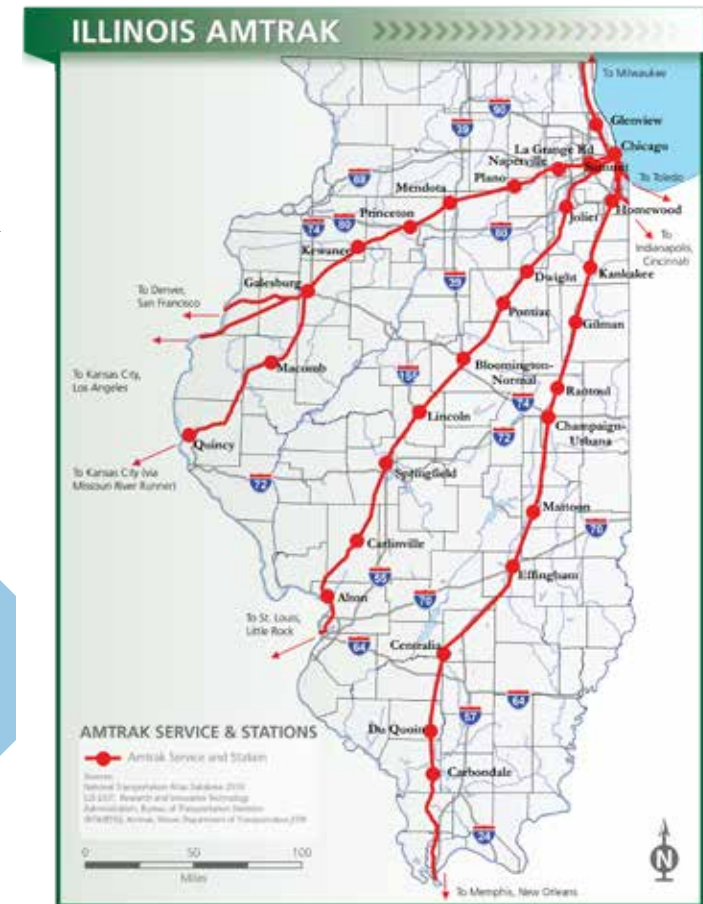 ILLINOIS AMTRAK
To Milwaukee
90
39
Glenview
Chicago
La Grange Rd
Naperville
Summit
To Toledo
Plano
88
Mendota
Joliet
Homewood
Princeton
74
80
80
To
Indianapolis,
Cincinnati
Kewanee
Dwight
Kankakee
39
Galesburg
To Denver,
San Francisco
Pontiac
Gilman
Macomb
Bloomington-
Normal
To Kansas City,
Los Angeles
155
Rantoul
74
Lincoln
Champaign-
Urbana
72
Quincy
Springfield
To Kansas City (via
Missouri River Runner)
72
Mattoon
70
Carlinville
Effingham
55
Alton
70
To St. Louis,
Little Rock
64
Centralia
64
57
Du Quoin
AMTRAK SERVICE & STATIONS
Amtrak Service and Station
Carbondale
Sources:
24
0 50 100
Miles
N
To Memphis, New Orleans